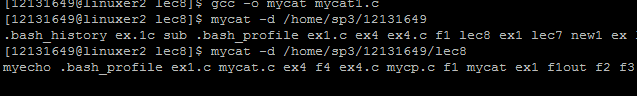 [12131649@linuxer2 lec8]$ gcc -o mycat mycat1.c
[12131649@linuxer2 lec8]$ mycat -d /home/sp3/12131649
.bash_history ex.1c sub .bash_profile ex1.c ex4 ex4.c f1 lec8 ex1 lec7 new1 ex
[12131649@linuxer2 lec8]$ mycat -d /home/sp3/12131649/lec8
myecho .bash_profile ex1.c mycat.c ex4 f4 ex4.c mycp.c f1 mycat ex1 f1out f2 f3